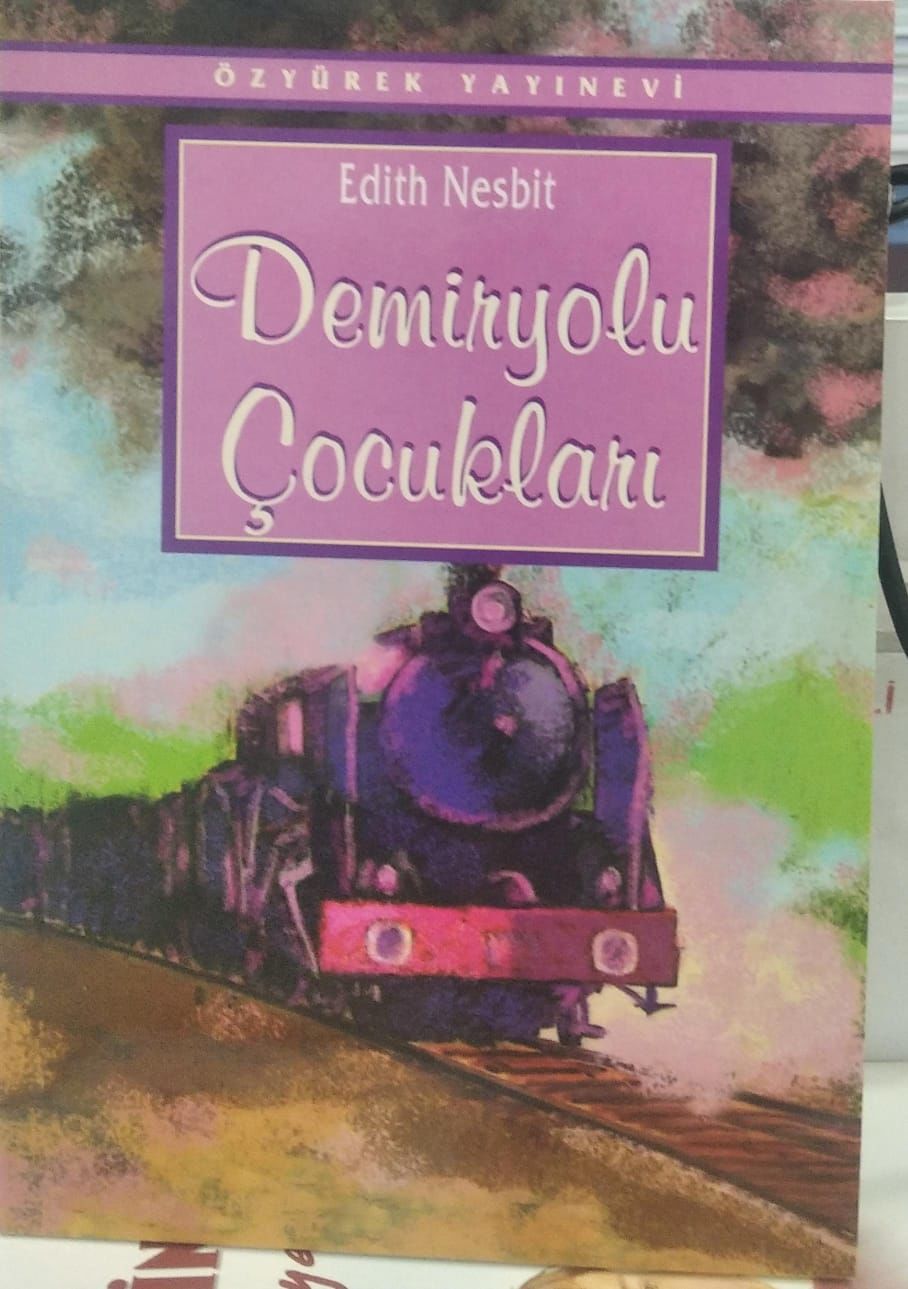 ÖZYÜREK YAYINEVİ
Edith Nesbit
Demiryolu
Çocukları